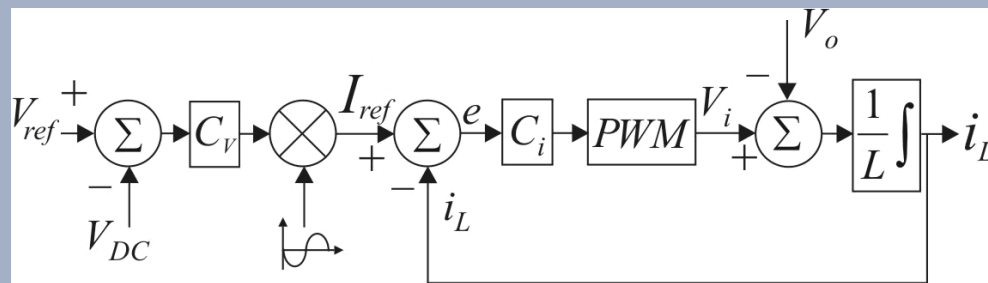 V_o
+ V_ref Σ C_V I_ref + Σ e C_i PWM V_i + Σ - 1/L ∫ i_L
- V_DC
- i_L